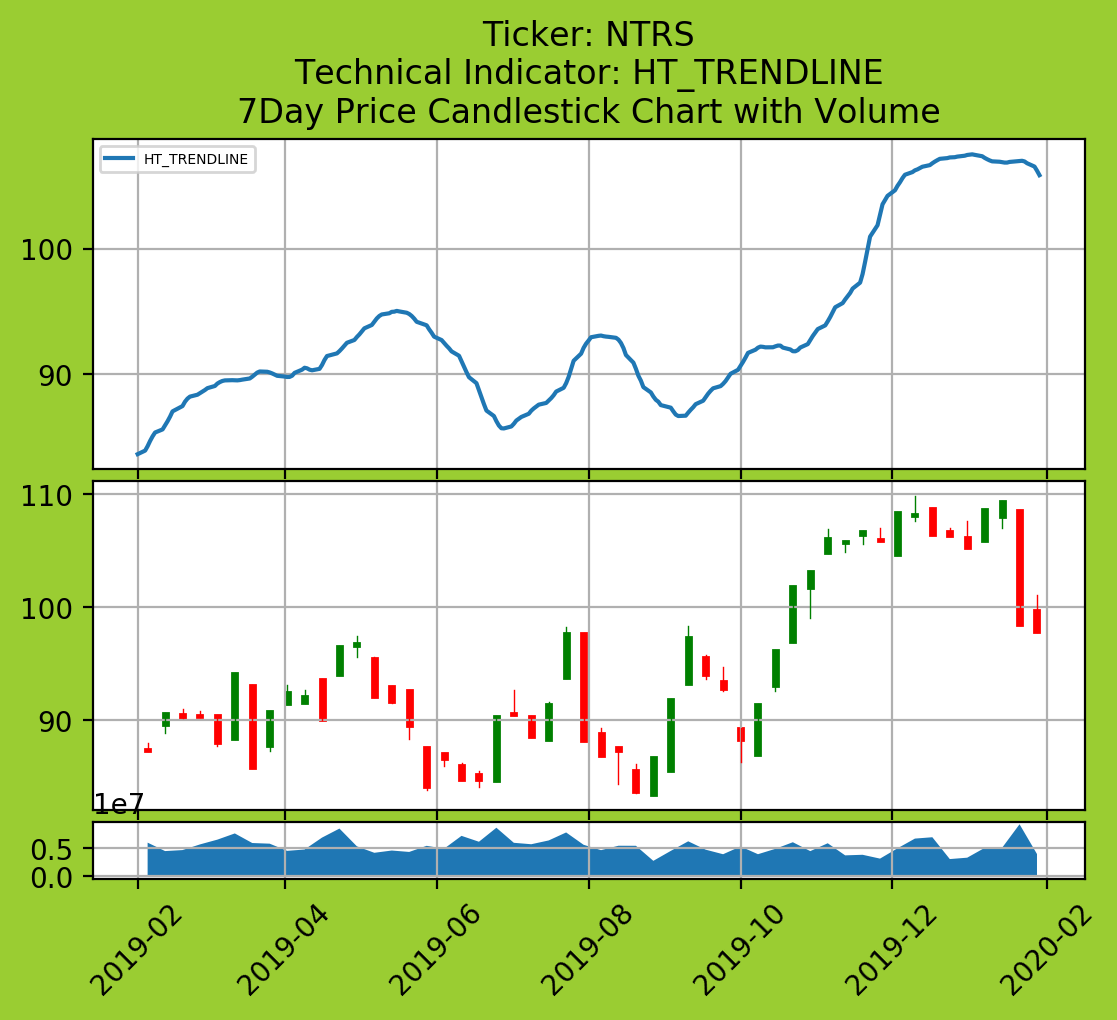 Ticker: NTRS
Technical Indicator: HT_TRENDLINE
7Day Price Candlestick Chart with Volume
HT_TRENDLINE
100
90
110
100
90
1e7
0.5
0.0
2019-02
2019-04
2019-06
2019-08
2019-10
2019-12
2020-02